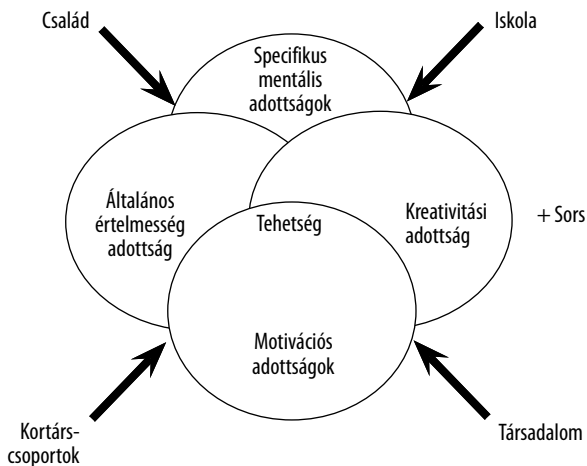 Család
Iskola
Specifikus
mentális
adottságok
Általános
értelmesség
adottság
Tehetség
Kreativitási
adottság
+ Sors
Motivációs
adottságok
Kortárs-
csoportok
Társadalom